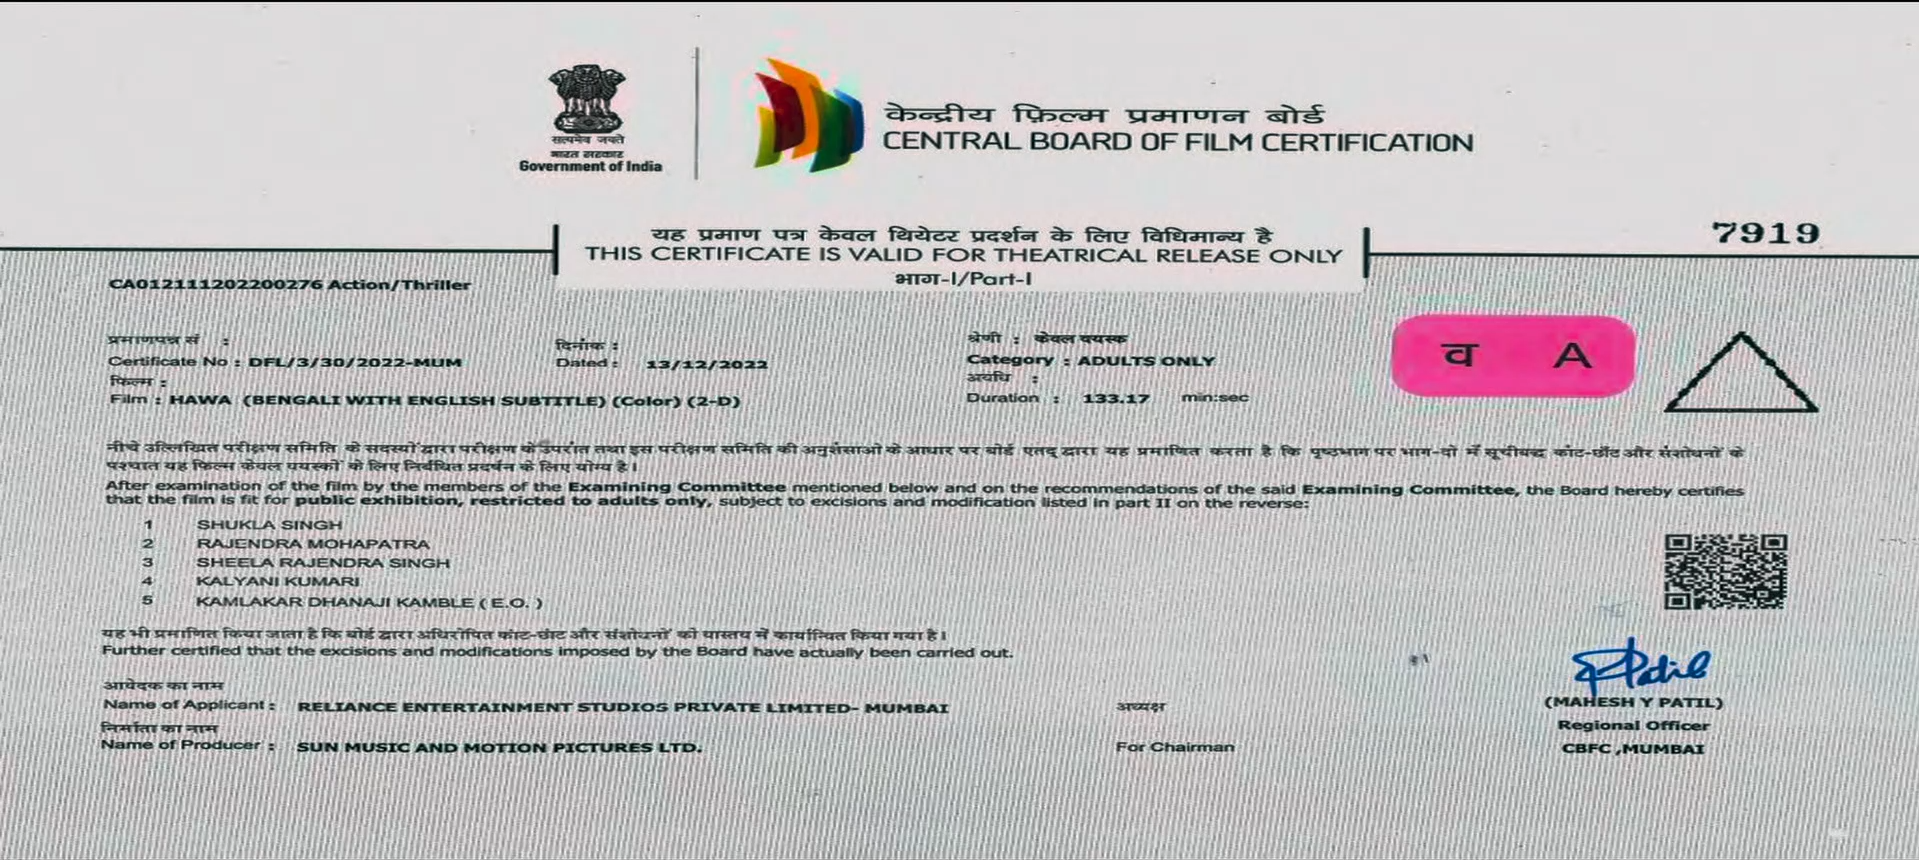 सत्यमेव जयते
भारत सरकार
Government of India
केन्द्रीय फ़िल्म प्रमाणन बोर्ड
CENTRAL BOARD OF FILM CERTIFICATION
यह प्रमाण पत्र केवल थियेटर प्रदर्शन के लिए विधिमान्य है
THIS CERTIFICATE IS VALID FOR THEATRICAL RELEASE ONLY
भाग-I/Part-I
7919
CA012111202200276 Action/Thriller
प्रमाणपत्र सं :
Certificate No : DFL/3/30/2022-MUM
दिनांक :
Dated : 13/12/2022
श्रेणी : केवल वयस्क
Category : ADULTS ONLY
व A
फिल्म :
Film : HAWA (BENGALI WITH ENGLISH SUBTITLE) (Color) (2-D)
अवधि :
Duration : 133.17 min:sec
नीचे उल्लिखित परीक्षण समिति के सदस्यों द्वारा परीक्षण के उपरांत तथा इस परीक्षण समिति की अनुशंसाओ के आधार पर बोर्ड एतद् द्वारा यह प्रमाणित करता है कि पृष्ठभाग पर भाग-दो में सूचीबद्ध कांट-छाँट और संशोधनों के
पश्चात यह फिल्म केवल वयस्कों के लिए निर्बंधित प्रदर्षन के लिए योग्य है।
After examination of the film by the members of the Examining Committee mentioned below and on the recommendations of the said Examining Committee, the Board hereby certifies
that the film is fit for public exhibition, restricted to adults only, subject to excisions and modification listed in part II on the reverse:
1 SHUKLA SINGH
2 RAJENDRA MOHAPATRA
3 SHEELA RAJENDRA SINGH
4 KALYANI KUMARI
5 KAMLAKAR DHANAJI KAMBLE ( E.O. )
यह भी प्रमाणित किया जाता है कि बोर्ड द्वारा अधिरोपित कांट-छांट और संशोधनों को वास्तव में कार्यान्वित किया गया है।
Further certified that the excisions and modifications imposed by the Board have actually been carried out.
आवेदक का नाम
Name of Applicant : RELIANCE ENTERTAINMENT STUDIOS PRIVATE LIMITED- MUMBAI
निर्माता का नाम
Name of Producer : SUN MUSIC AND MOTION PICTURES LTD.
अध्यक्ष
For Chairman
Patil
(MAHESH Y PATIL)
Regional Officer
CBFC ,MUMBAI